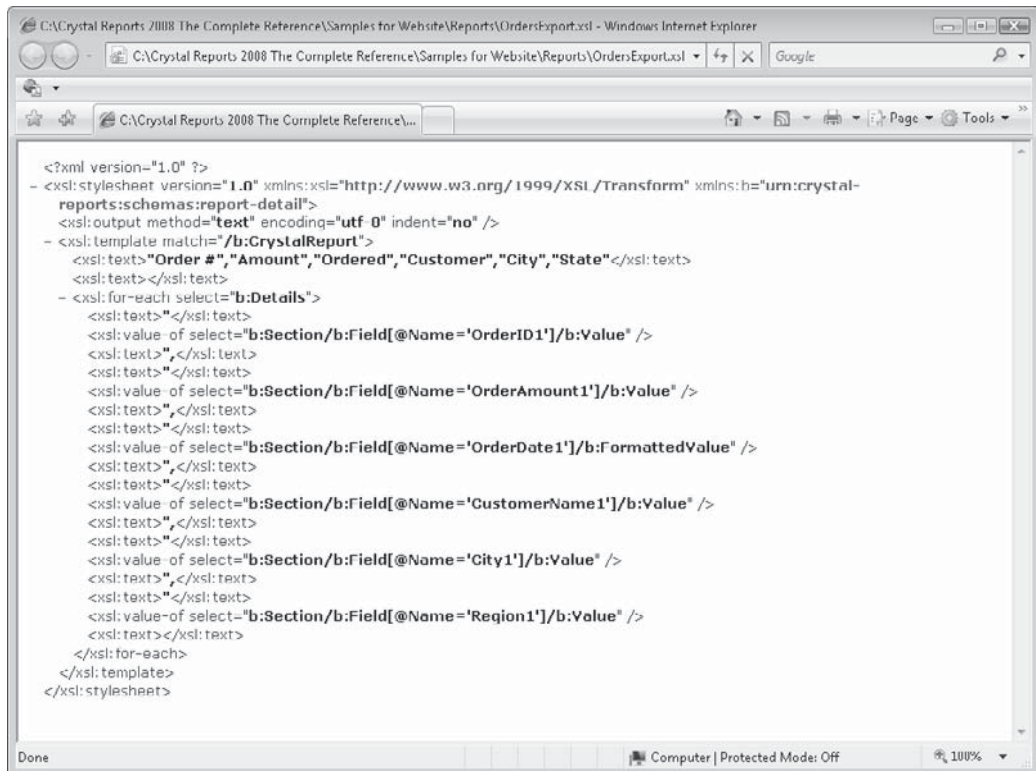 C:\Crystal Reports 2008 The Complete Reference\Samples for Website\Reports\OrdersExport.xsl - Windows Internet Explorer
C:\Crystal Reports 2008 The Complete Reference\Samples for Website\Reports\OrdersExport.xsl
Google
C:\Crystal Reports 2008 The Complete Reference\...
Page
Tools
<?xml version="1.0" ?>
- <xsl:stylesheet version="1.0" xmlns:xsl="http://www.w3.org/1999/XSL/Transform" xmlns:b="urn:crystal-
reports:schemas:report-detail">
<xsl:output method="text" encoding="utf-8" indent="no" />
- <xsl:template match="/b:CrystalReport">
<xsl:text>"Order #","Amount","Ordered","Customer","City","State"</xsl:text>
<xsl:text></xsl:text>
- <xsl:for-each select="b:Details">
<xsl:text>"</xsl:text>
<xsl:value-of select="b:Section/b:Field[@Name='OrderID1']/b:Value" />
<xsl:text>",</xsl:text>
<xsl:text>"</xsl:text>
<xsl:value-of select="b:Section/b:Field[@Name='OrderAmount1']/b:Value" />
<xsl:text>",</xsl:text>
<xsl:text>"</xsl:text>
<xsl:value-of select="b:Section/b:Field[@Name='OrderDate1']/b:FormattedValue" />
<xsl:text>",</xsl:text>
<xsl:text>"</xsl:text>
<xsl:value-of select="b:Section/b:Field[@Name='CustomerName1']/b:Value" />
<xsl:text>",</xsl:text>
<xsl:text>"</xsl:text>
<xsl:value-of select="b:Section/b:Field[@Name='City1']/b:Value" />
<xsl:text>",</xsl:text>
<xsl:text>"</xsl:text>
<xsl:value-of select="b:Section/b:Field[@Name='Region1']/b:Value" />
<xsl:text></xsl:text>
</xsl:for-each>
</xsl:template>
</xsl:stylesheet>
Done
Computer | Protected Mode: Off
100%